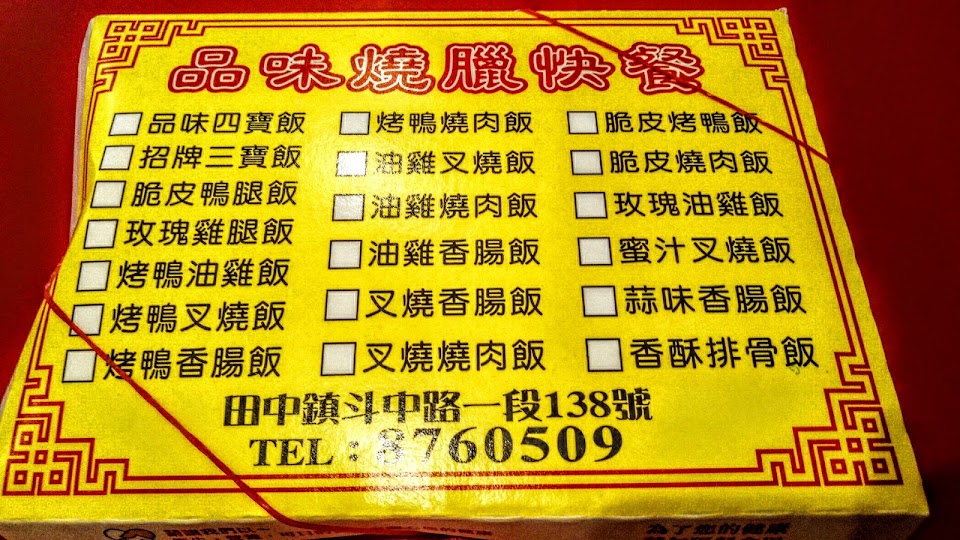 品味燒臘快餐
□品味四寶飯 □烤鴨燒肉飯 □脆皮烤鴨飯
□招牌三寶飯 □油雞叉燒飯 □脆皮燒肉飯
□脆皮鴨腿飯 □油雞燒肉飯 □玫瑰油雞飯
□玫瑰雞腿飯 □油雞香腸飯 □蜜汁叉燒飯
□烤鴨油雞飯 □叉燒香腸飯 □蒜味香腸飯
□烤鴨叉燒飯 □叉燒燒肉飯 □香酥排骨飯
□烤鴨香腸飯
田中鎮斗中路一段138號
TEL：8760509
為了您的健康